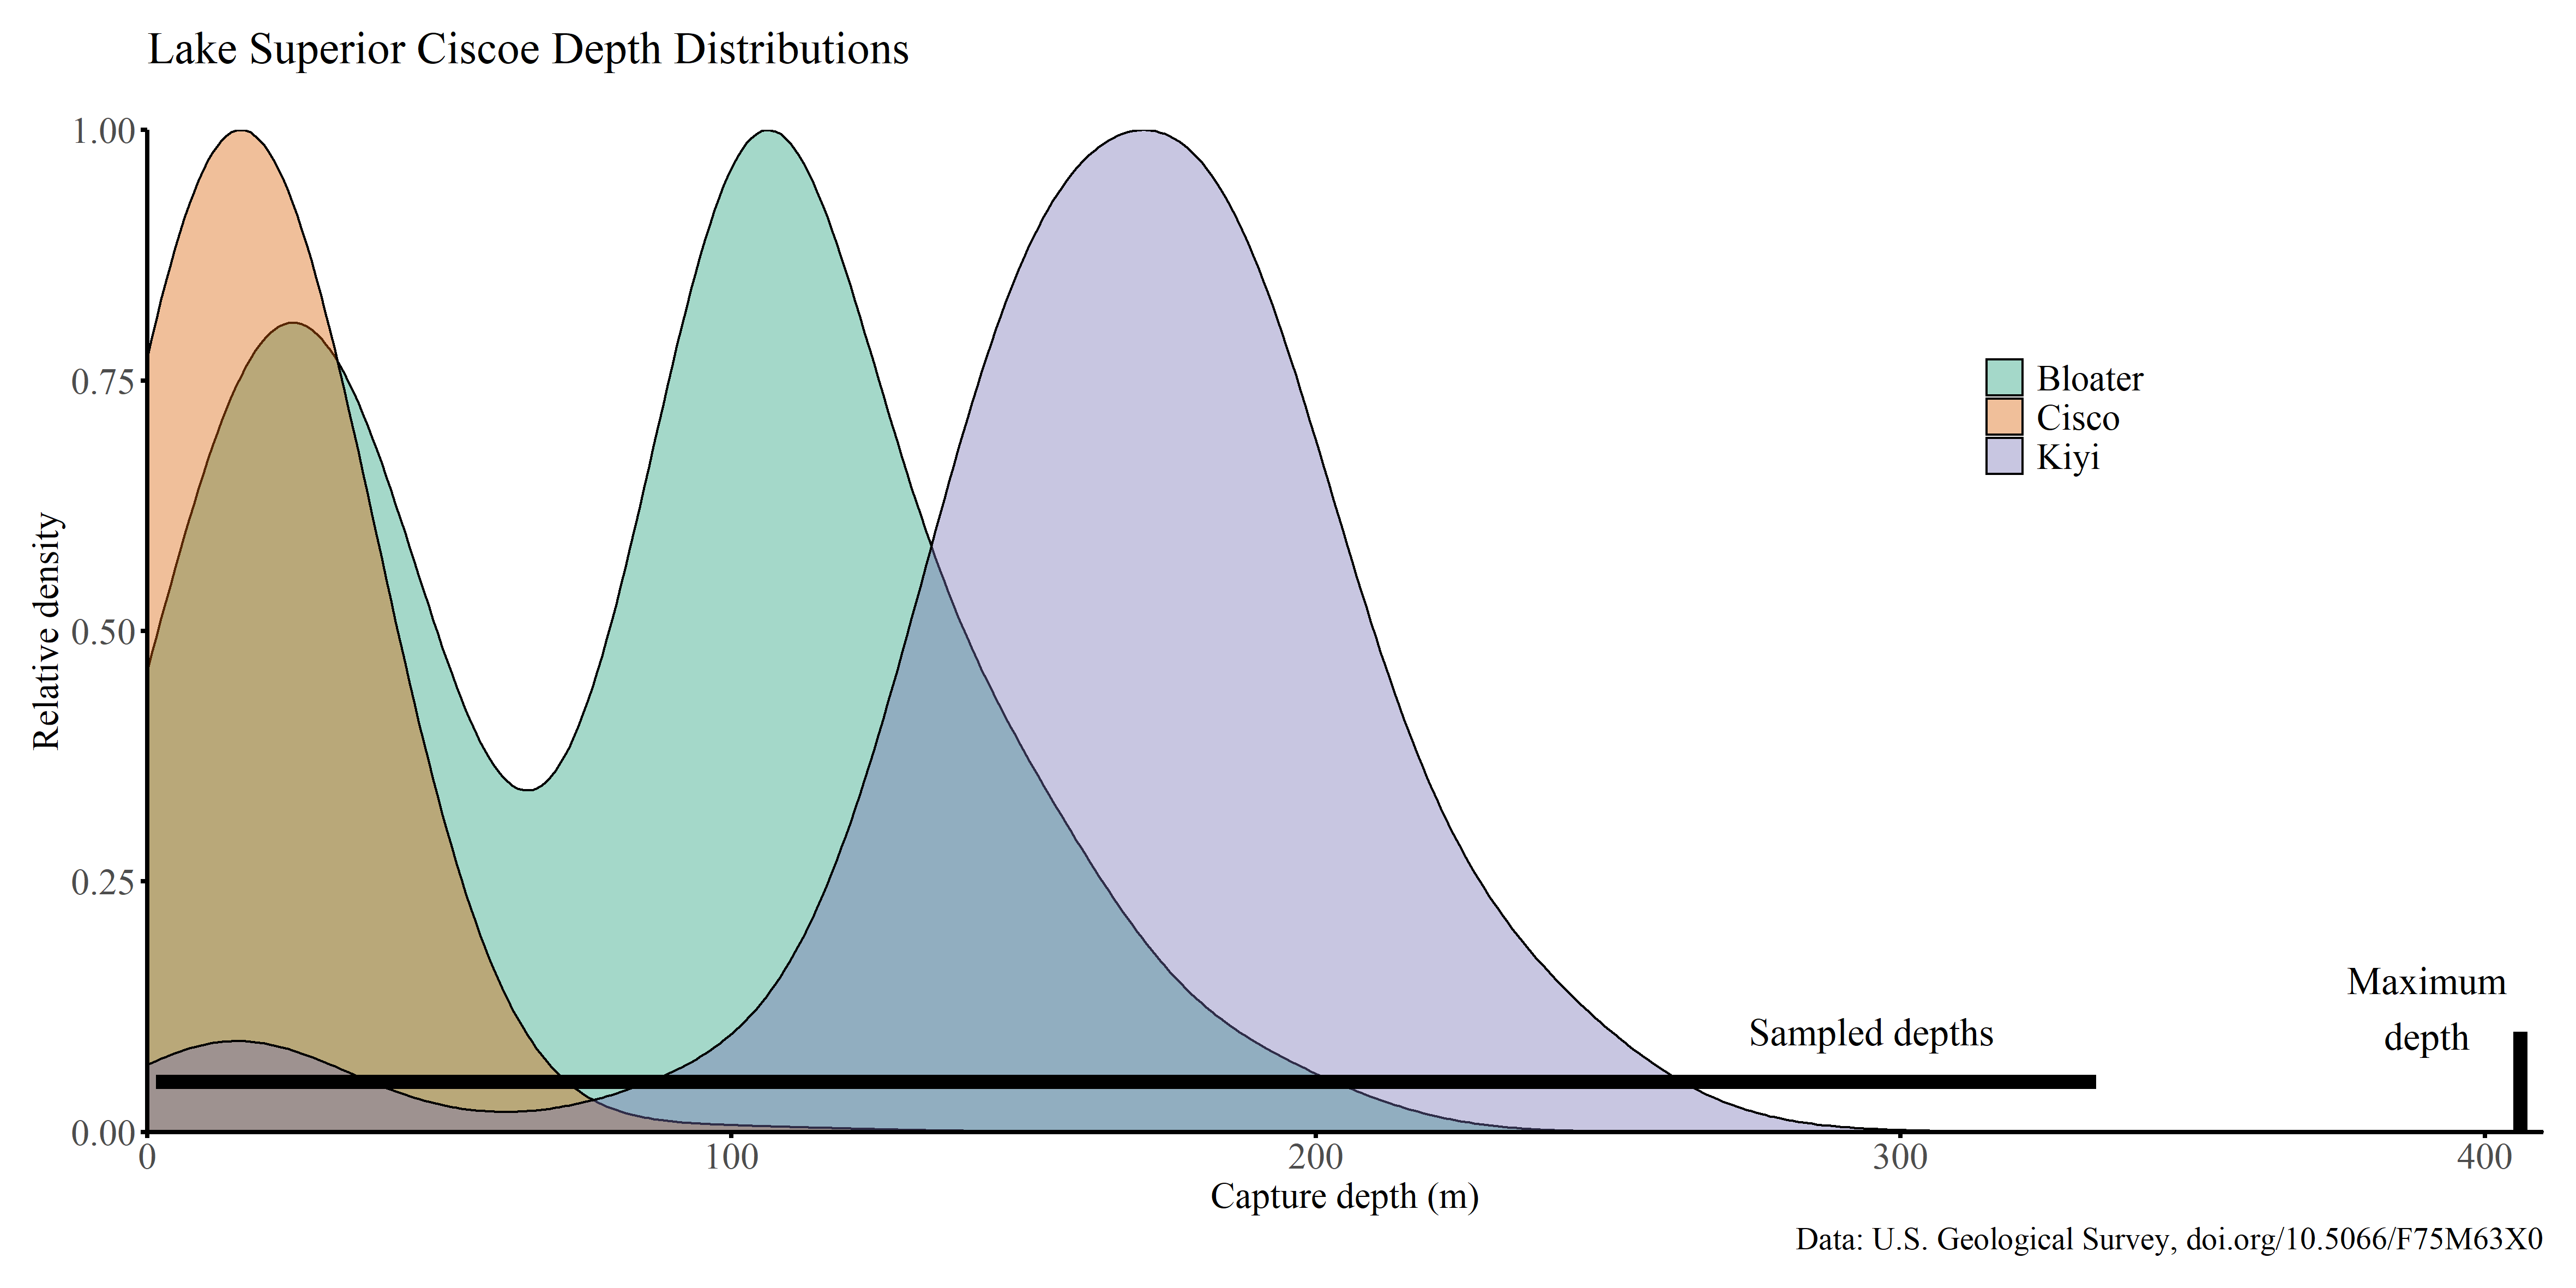 Lake Superior Ciscoe Depth Distributions
1.00
0.75
0.50
0.25
0.00
Relative density
Bloater
Cisco
Kiyi
Sampled depths
Maximum
depth
0 100 200 300 400
Capture depth (m)
Data: U.S. Geological Survey, doi.org/10.5066/F75M63X0